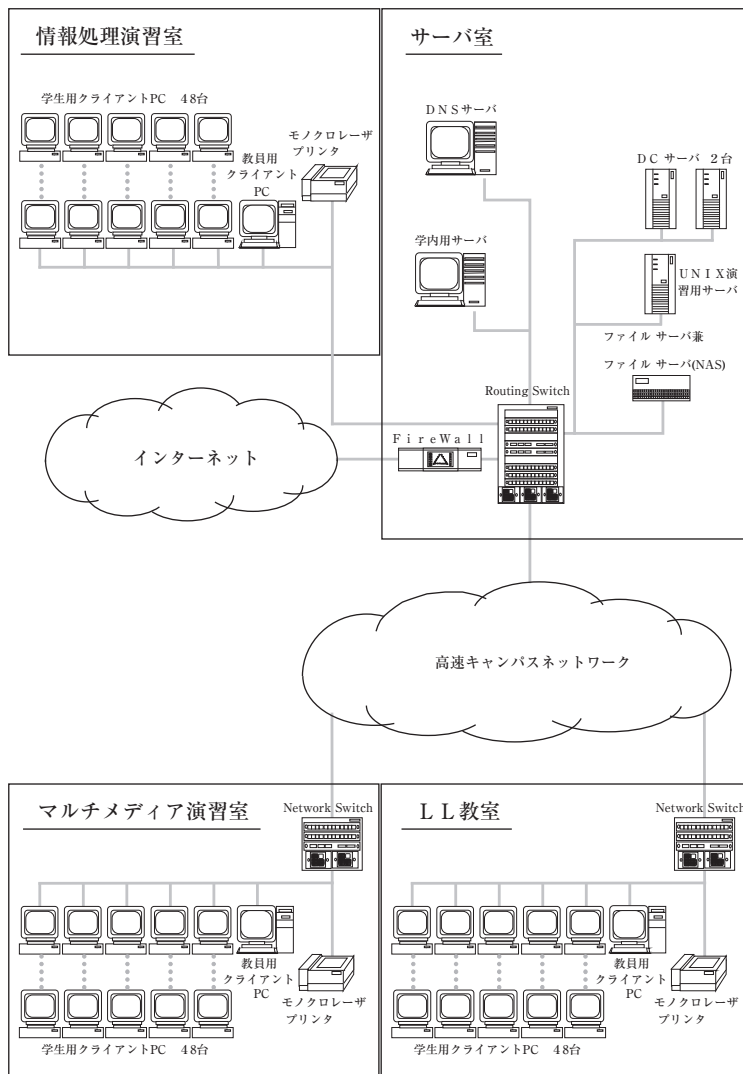 情報処理演習室
学生用クライアントPC 48台
教員用
クライアント
PC
モノクロレーザ
プリンタ
サーバ室
DNSサーバ
DCサーバ 2台
学内用サーバ
UNIX演
習用サーバ
ファイル サーバ兼
ファイル サーバ(NAS)
Routing Switch
FireWall
インターネット
高速キャンパスネットワーク
マルチメディア演習室
Network Switch
教員用
クライアント
PC
モノクロレーザ
プリンタ
学生用クライアントPC 48台
LL教室
Network Switch
教員用
クライアント
PC
モノクロレーザ
プリンタ
学生用クライアントPC 48台